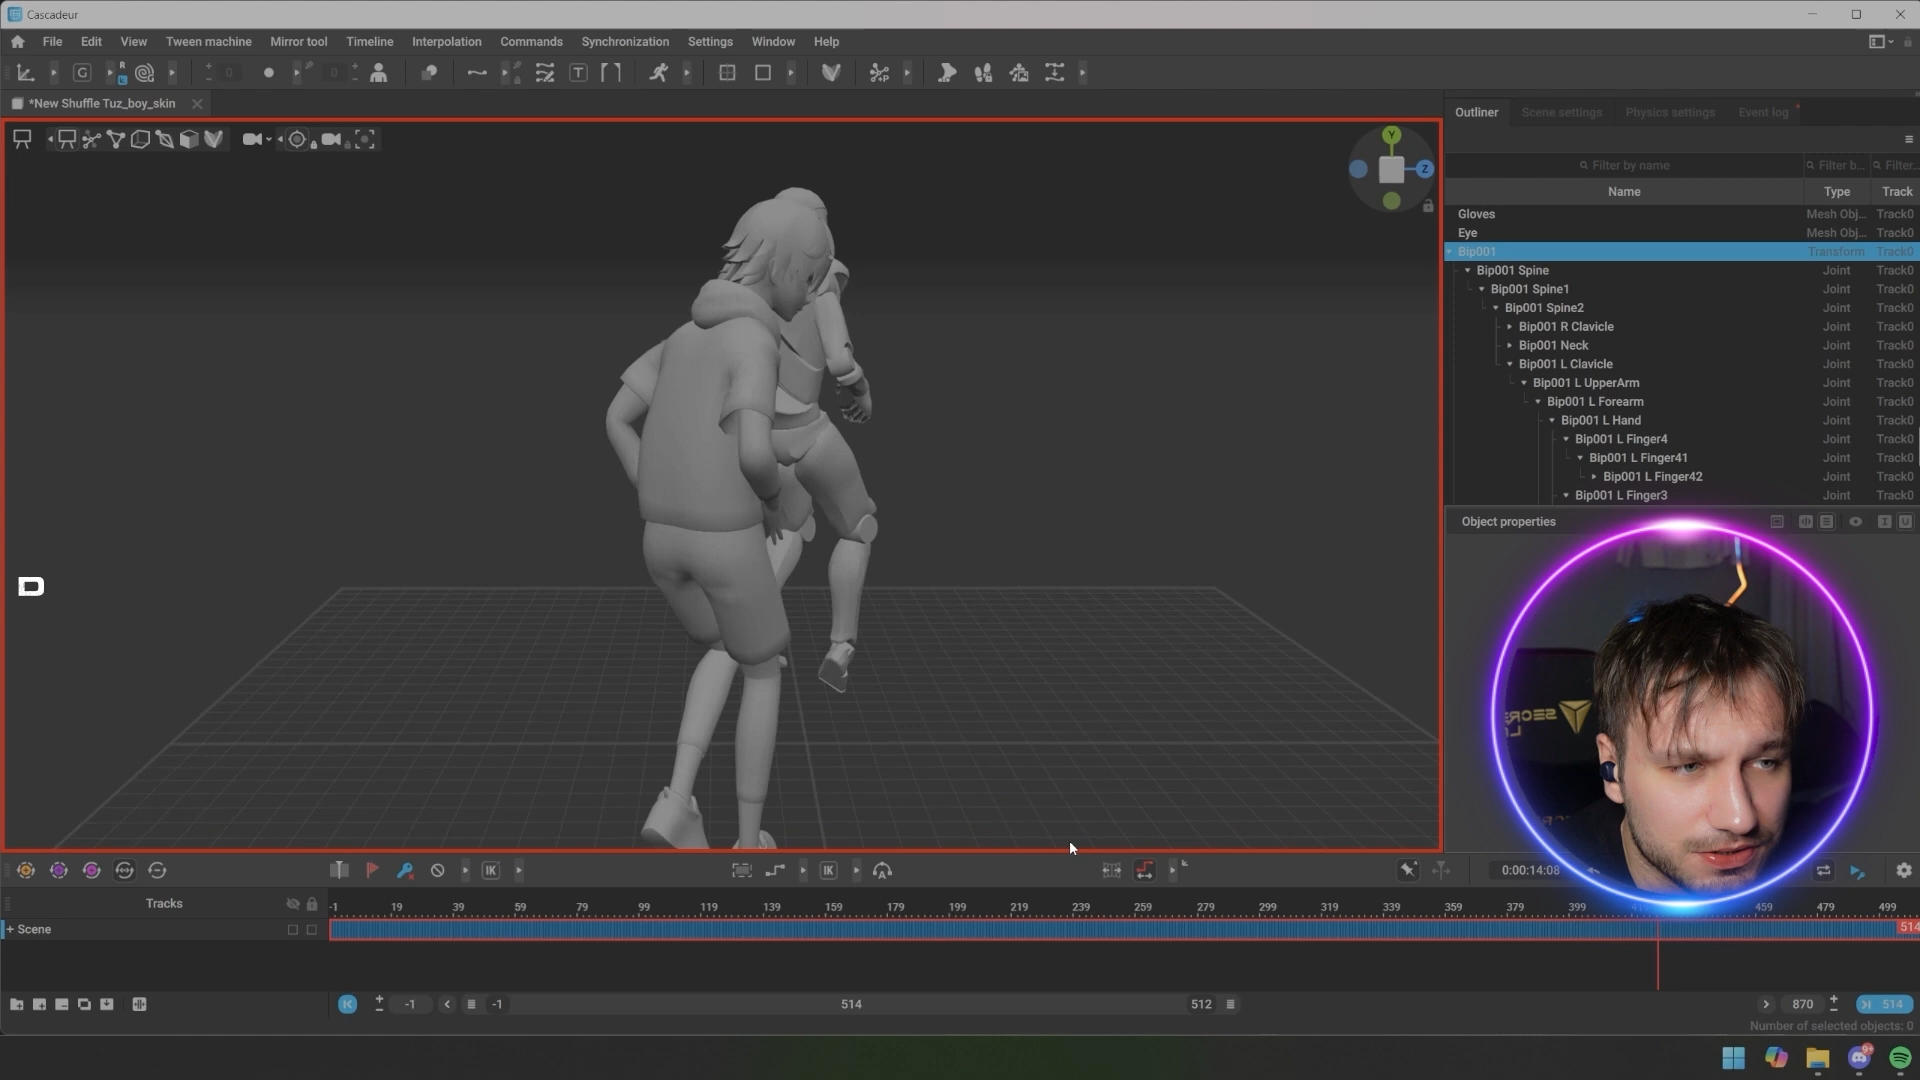 Cascadeur
File Edit View Tween machine Mirror tool Timeline Interpolation Commands Synchronization Settings Window Help
G R 0 0 T +P
*New Shuffle Tuz_boy_skin
Outliner Scene settings Physics settings Event log
Filter by name Filter b... Filter...
Name Type Track
Gloves Mesh Obj... Track0
Eye Mesh Obj... Track0
Bip001 Transform Track0
Bip001 Spine Joint Track0
Bip001 Spine1 Joint Track0
Bip001 Spine2 Joint Track0
Bip001 R Clavicle Joint Track0
Bip001 Neck Joint Track0
Bip001 L Clavicle Joint Track0
Bip001 L UpperArm Joint Track0
Bip001 L Forearm Joint Track0
Bip001 L Hand Joint Track0
Bip001 L Finger4 Joint Track0
Bip001 L Finger41 Joint Track0
Bip001 L Finger42 Joint Track0
Bip001 L Finger3 Joint Track0
Y
Z
Object properties
D
IK IK 0:00:14:08
Tracks -1 19 39 59 79 99 119 139 159 179 199 219 239 259 279 299 319 339 359 379 399 459 479 499
+ Scene 514
-1 -1 514 512 870 514
Number of selected objects: 0
9+